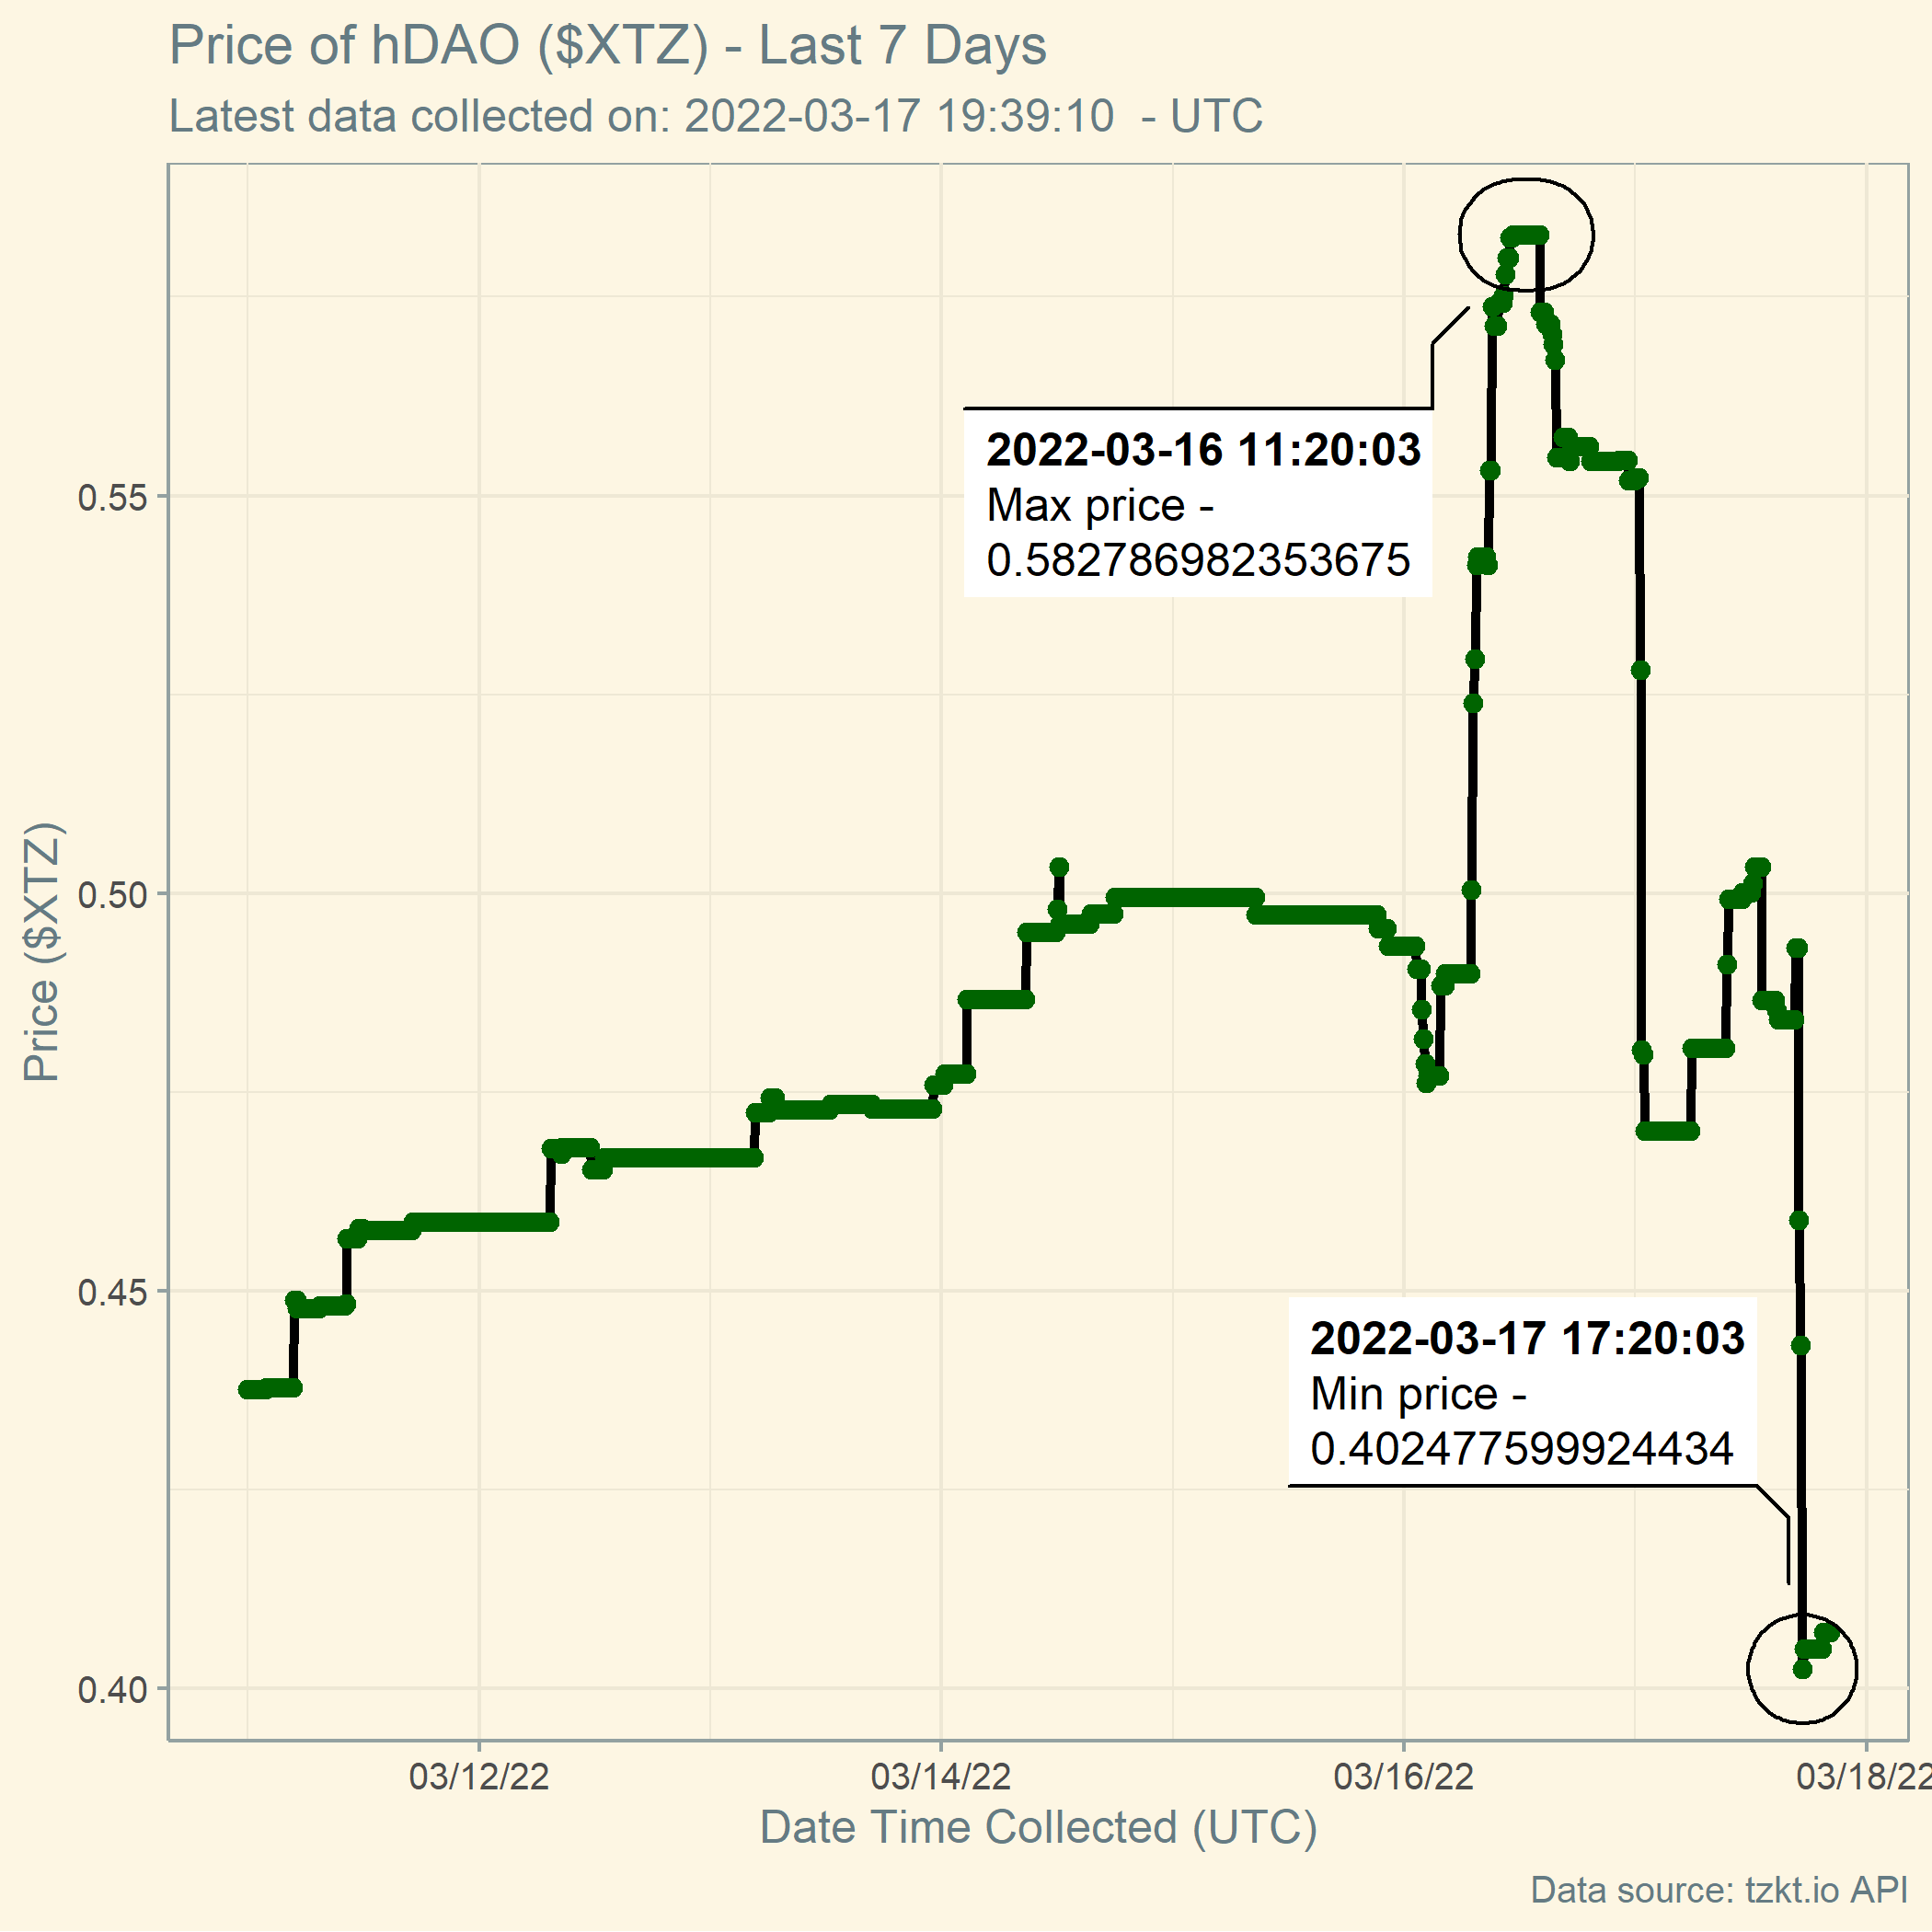 Price of hDAO ($XTZ) - Last 7 Days
Latest data collected on: 2022-03-17 19:39:10  - UTC
Price ($XTZ)
0.55
0.50
0.45
0.40
2022-03-16 11:20:03
Max price -
0.582786982353675
2022-03-17 17:20:03
Min price -
0.402477599924434
03/12/22
03/14/22
03/16/22
03/18/22
Date Time Collected (UTC)
Data source: tzkt.io API